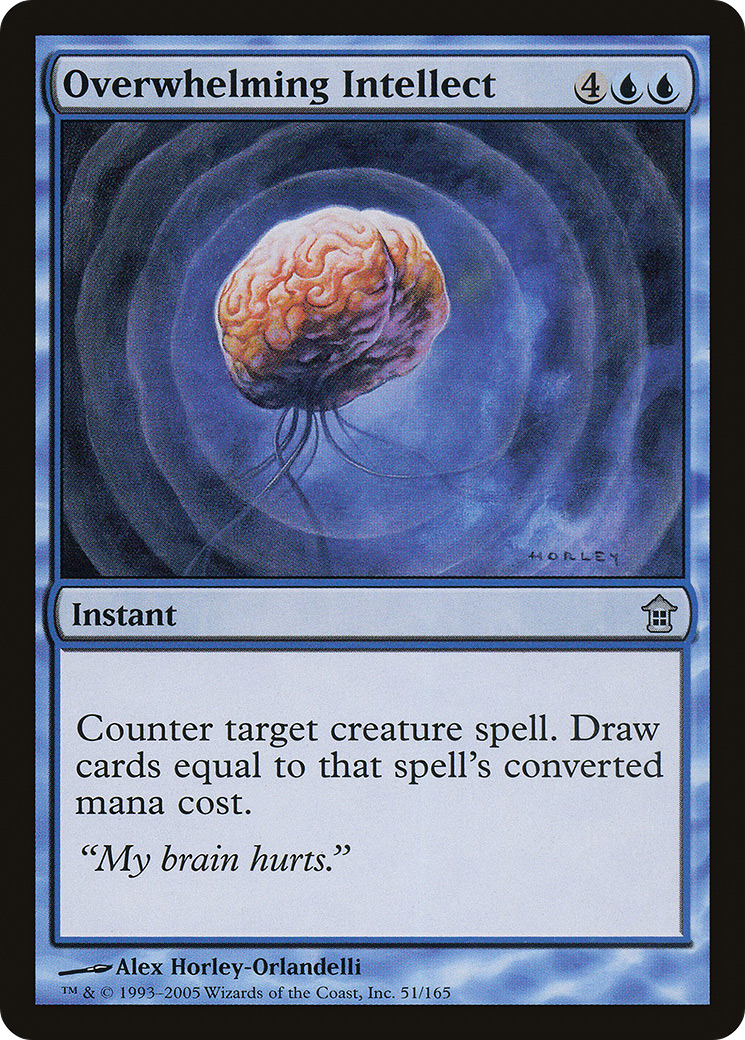 Overwhelming Intellect 4
HORLEY
Instant
Counter target creature spell. Draw
cards equal to that spell's converted
mana cost.
“My brain hurts.”
Alex Horley-Orlandelli
™ & © 1993–2005 Wizards of the Coast, Inc. 51/165